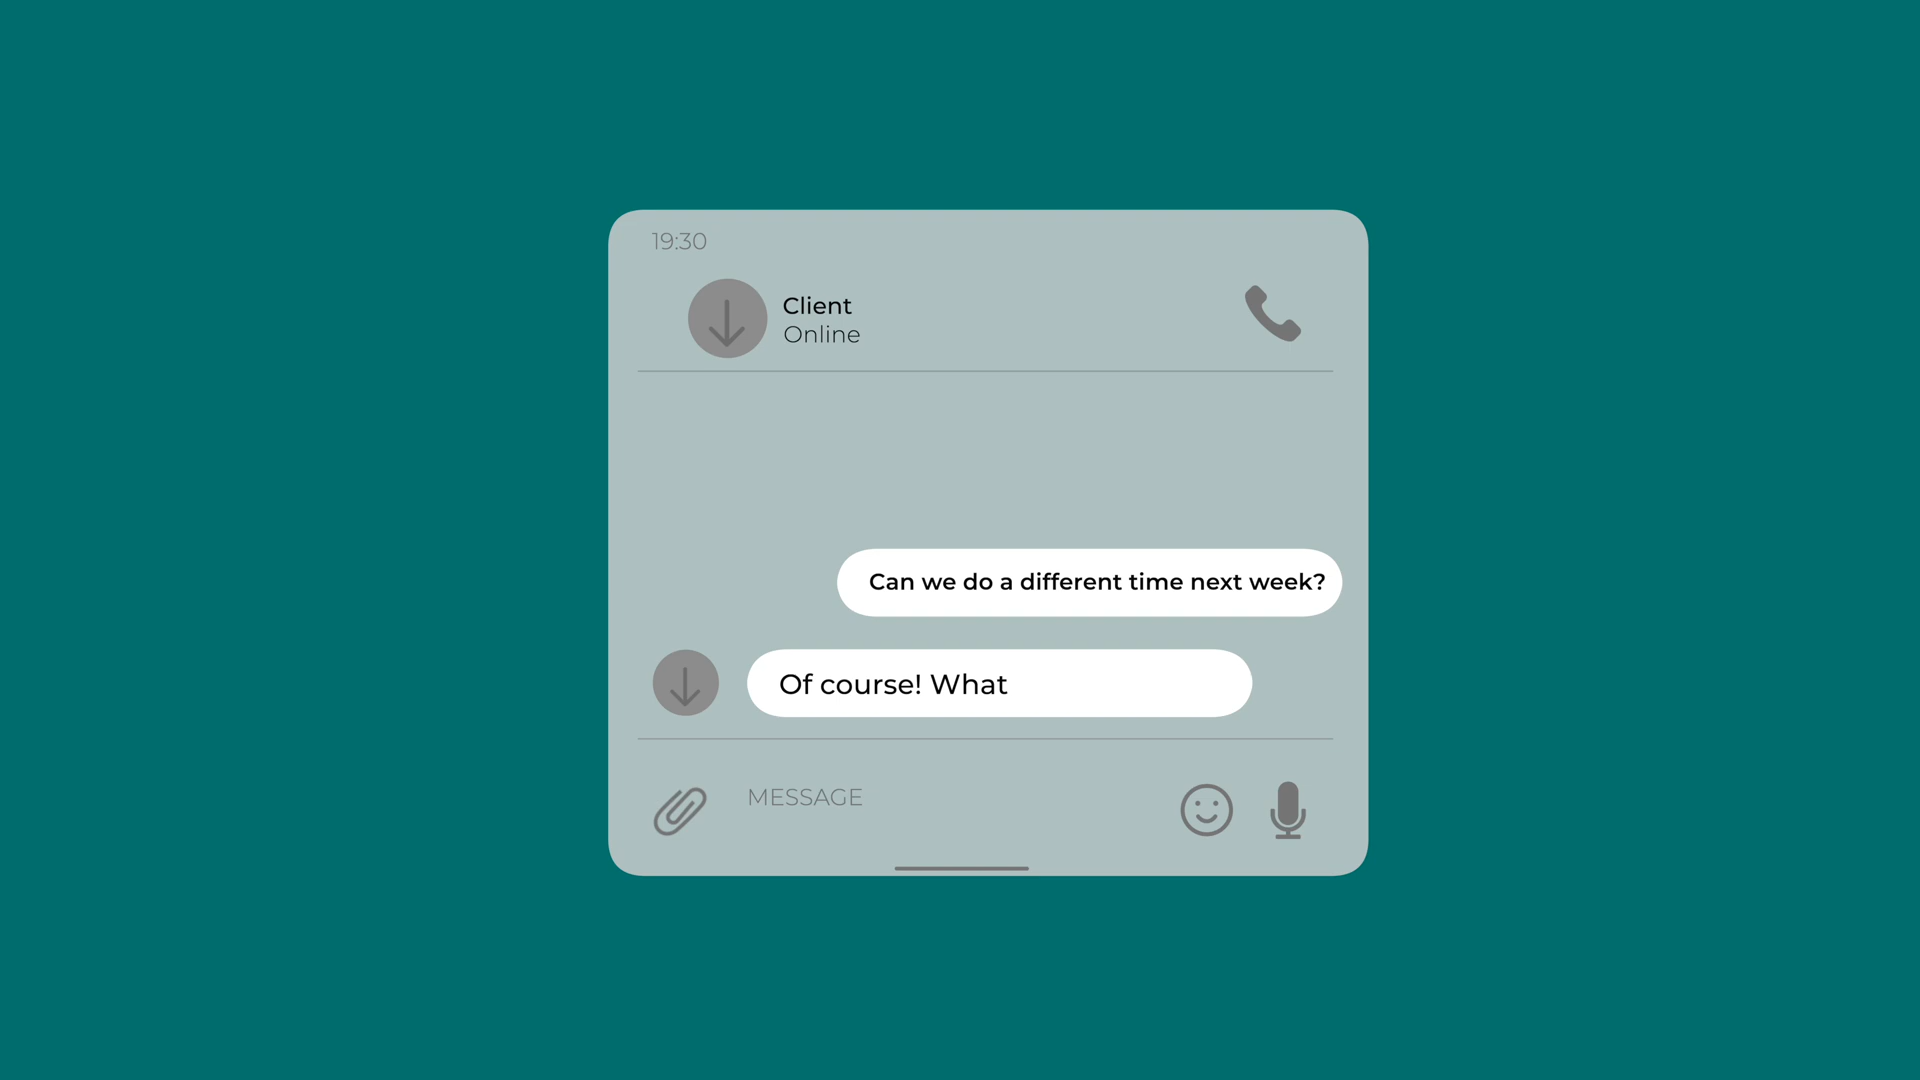 19:30
Client
Online
Can we do a different time next week?
Of course! What
MESSAGE